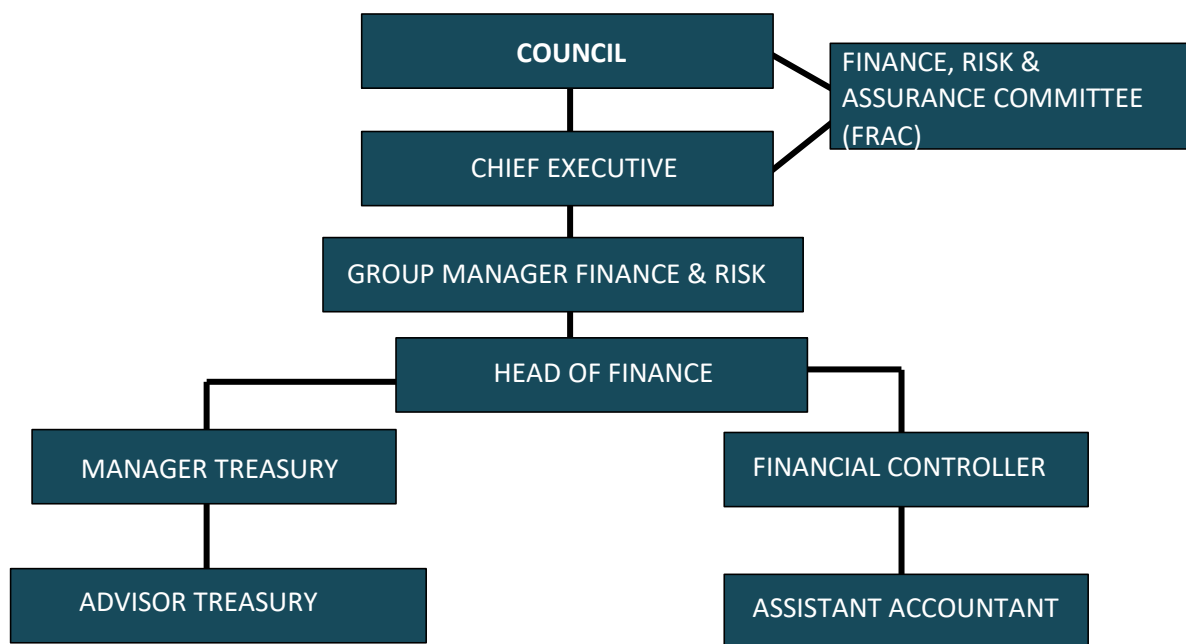 COUNCIL
FINANCE, RISK &
ASSURANCE COMMITTEE
(FRAC)
CHIEF EXECUTIVE
GROUP MANAGER FINANCE & RISK
HEAD OF FINANCE
MANAGER TREASURY
FINANCIAL CONTROLLER
ADVISOR TREASURY
ASSISTANT ACCOUNTANT